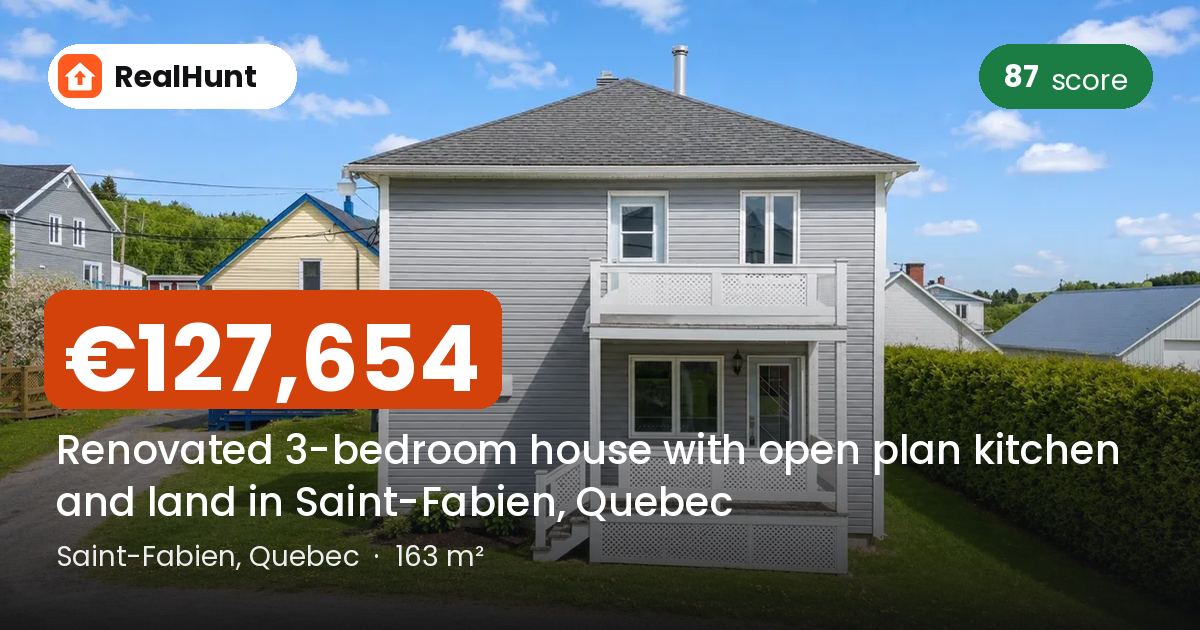 RealHunt
87 score
€127,654
Renovated 3-bedroom house with open plan kitchen
and land in Saint-Fabien, Quebec
Saint-Fabien, Quebec · 163 m²